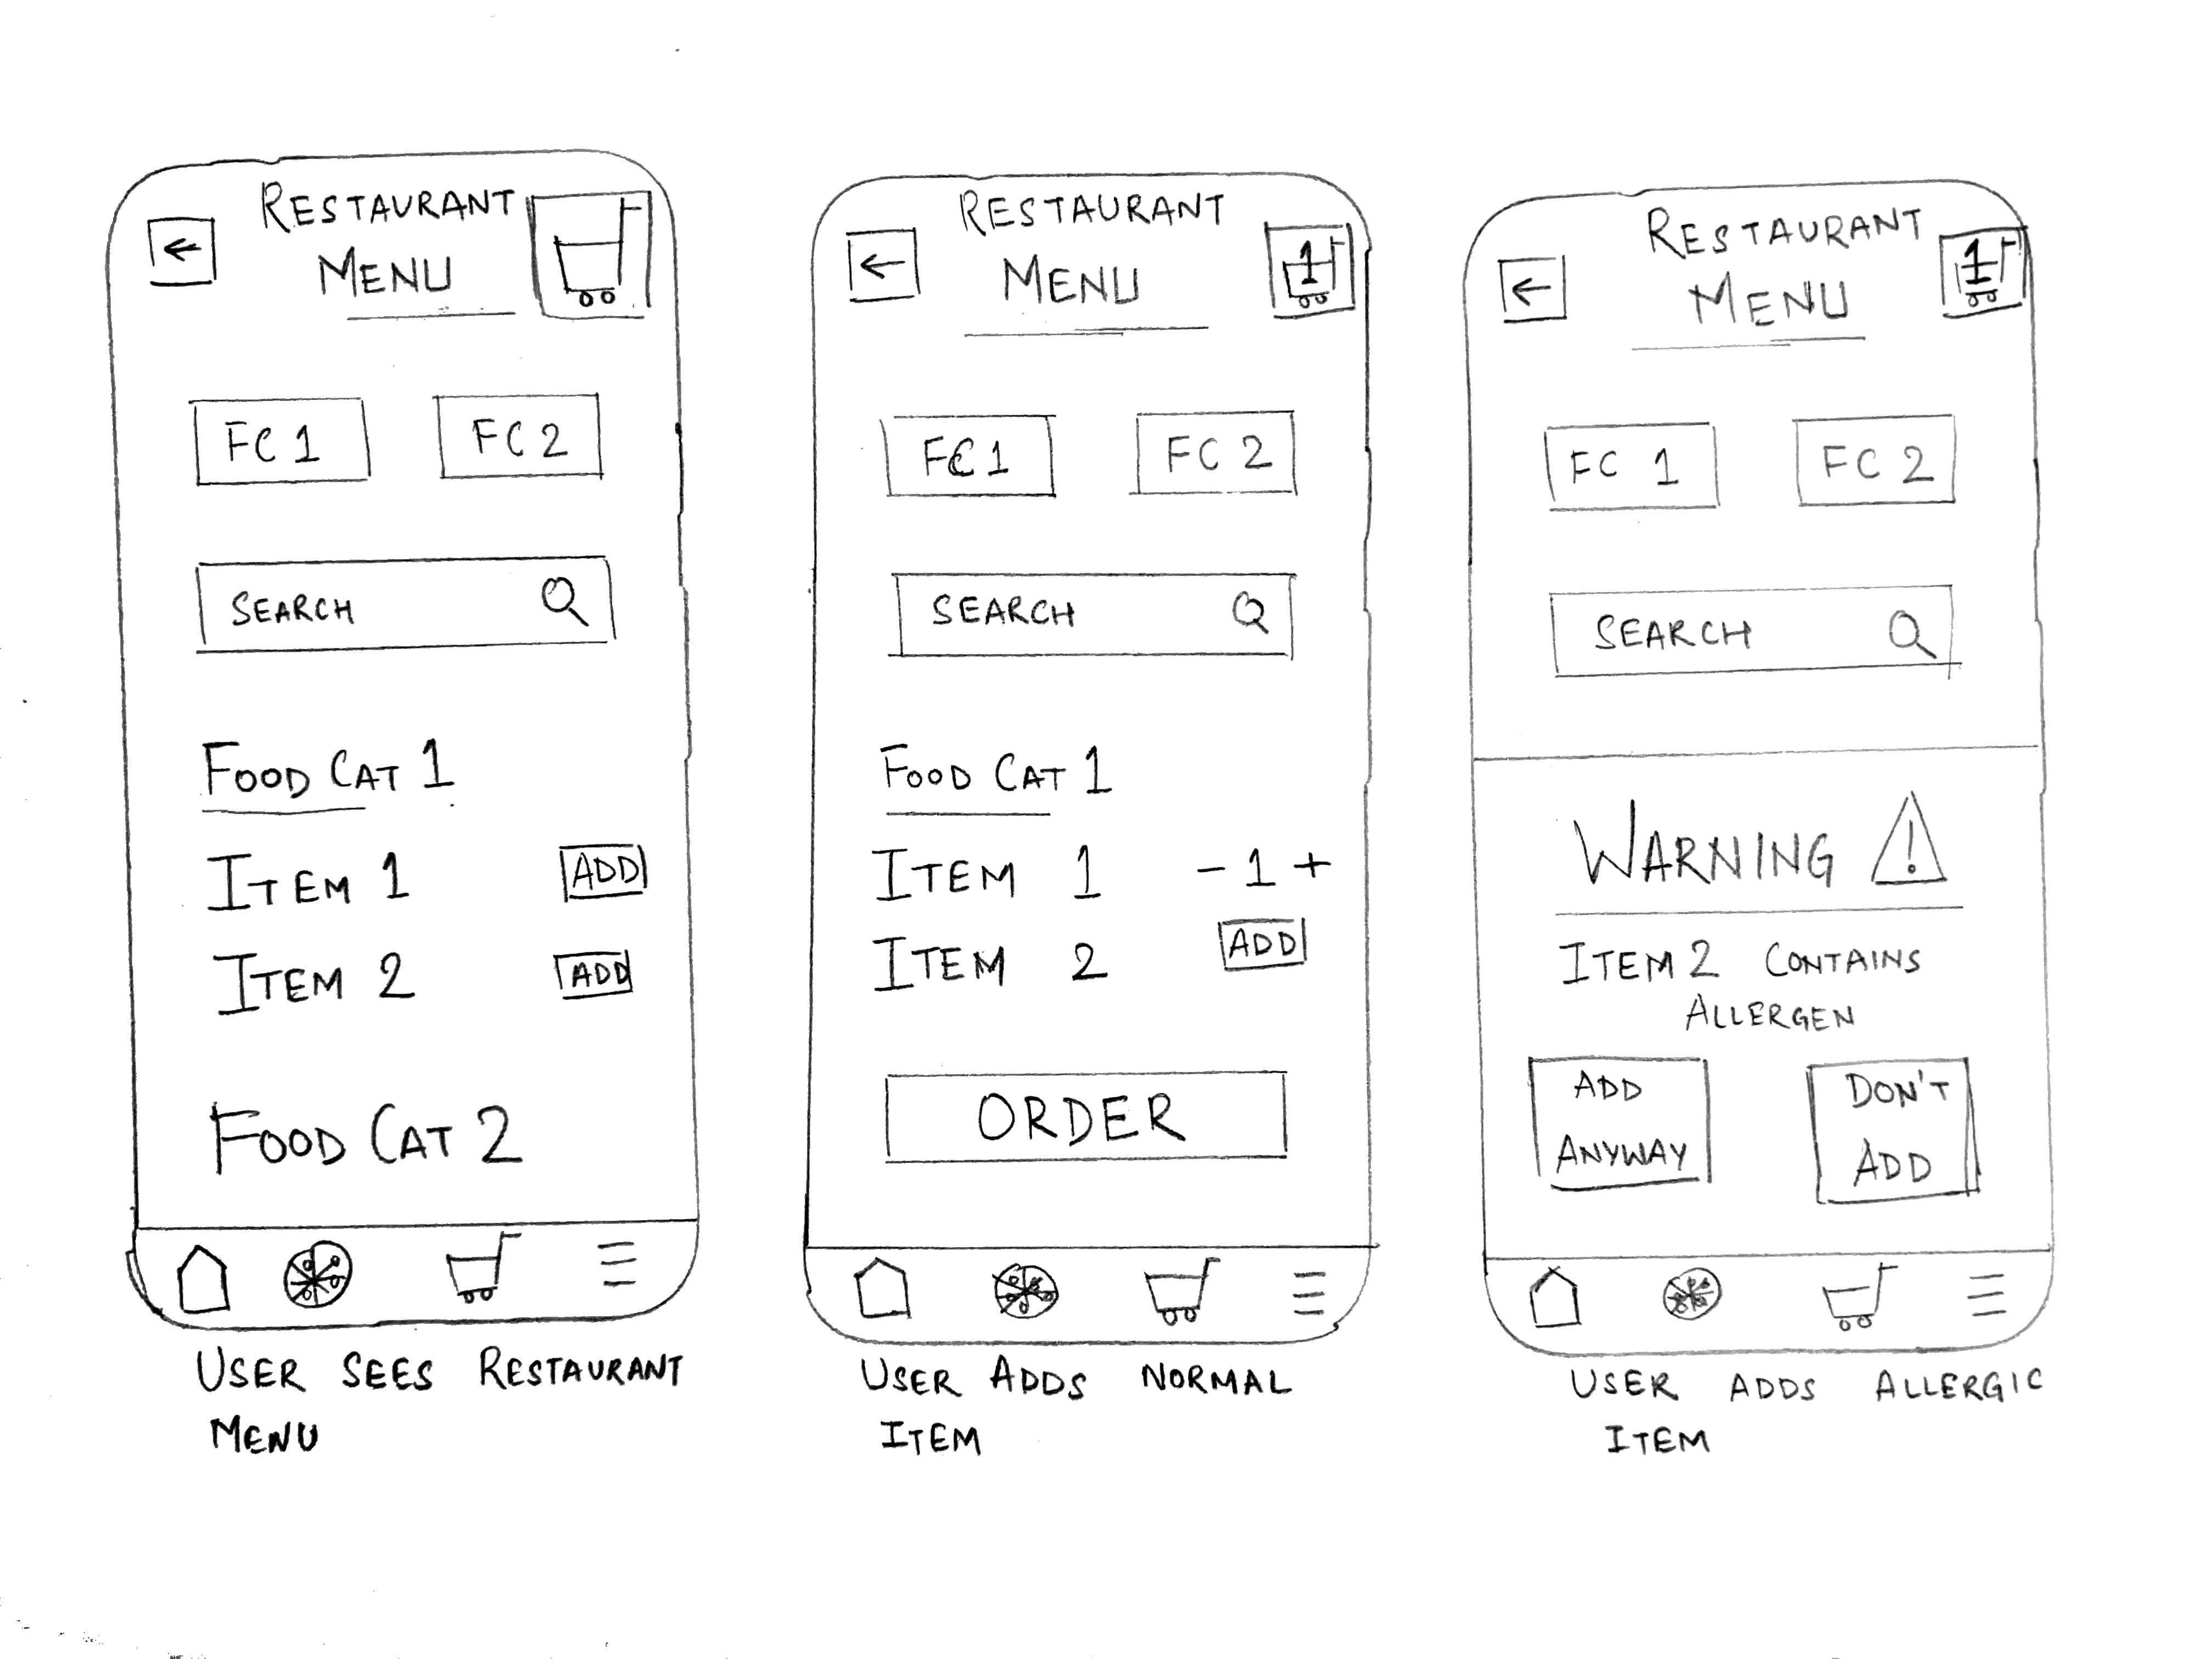 RESTAURANT
MENU
FC 1
FC 2
SEARCH
FOOD CAT 1
ITEM 1
ADD
ITEM 2
ADD
FOOD CAT 2
USER SEES RESTAURANT
MENU
RESTAURANT
MENU
1
FC 1
FC 2
SEARCH
FOOD CAT 1
ITEM 1 - 1 +
ITEM 2
ADD
ORDER
USER ADDS NORMAL
ITEM
RESTAURANT
MENU
1
FC 1
FC 2
SEARCH
WARNING !
ITEM 2 CONTAINS
ALLERGEN
ADD
ANYWAY
DON'T
ADD
USER ADDS ALLERGIC
ITEM